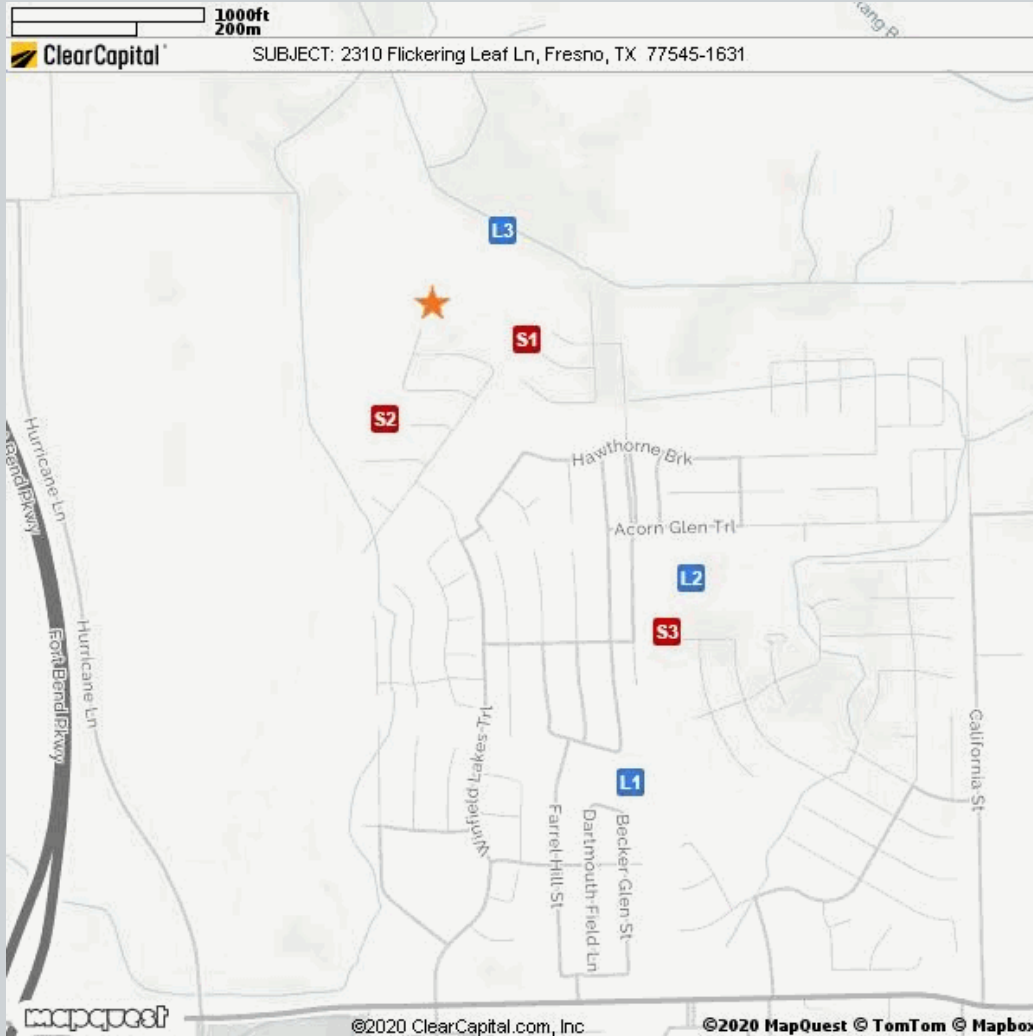 1000ft
200m
ClearCapital
SUBJECT: 2310 Flickering Leaf Ln, Fresno, TX 77545-1631
L3
S1
S2
Hurricane Ln
Bend Pkwy
Hawthorne Brk
Acorn Glen Trl
L2
S3
Hurricane Ln
Fort Bend Pkwy
Winfield Lakes Trl
California St
L1
Farrel Hill St
Dartmouth Field Ln
Becker Glen St
mapquest
©2020 ClearCapital.com, Inc
©2020 MapQuest © TomTom © Mapbo